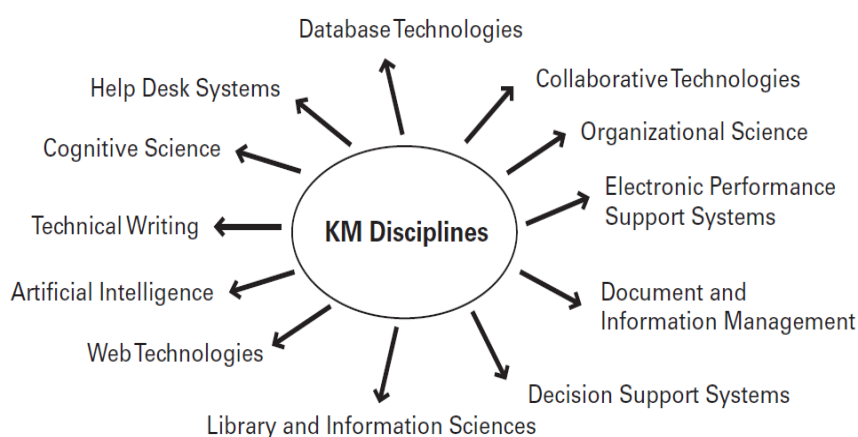 Database Technologies
Help Desk Systems
Collaborative Technologies
Organizational Science
Cognitive Science
Electronic Performance
Support Systems
Technical Writing
KM Disciplines
Artificial Intelligence
Document and
Information Management
Web Technologies
Decision Support Systems
Library and Information Sciences